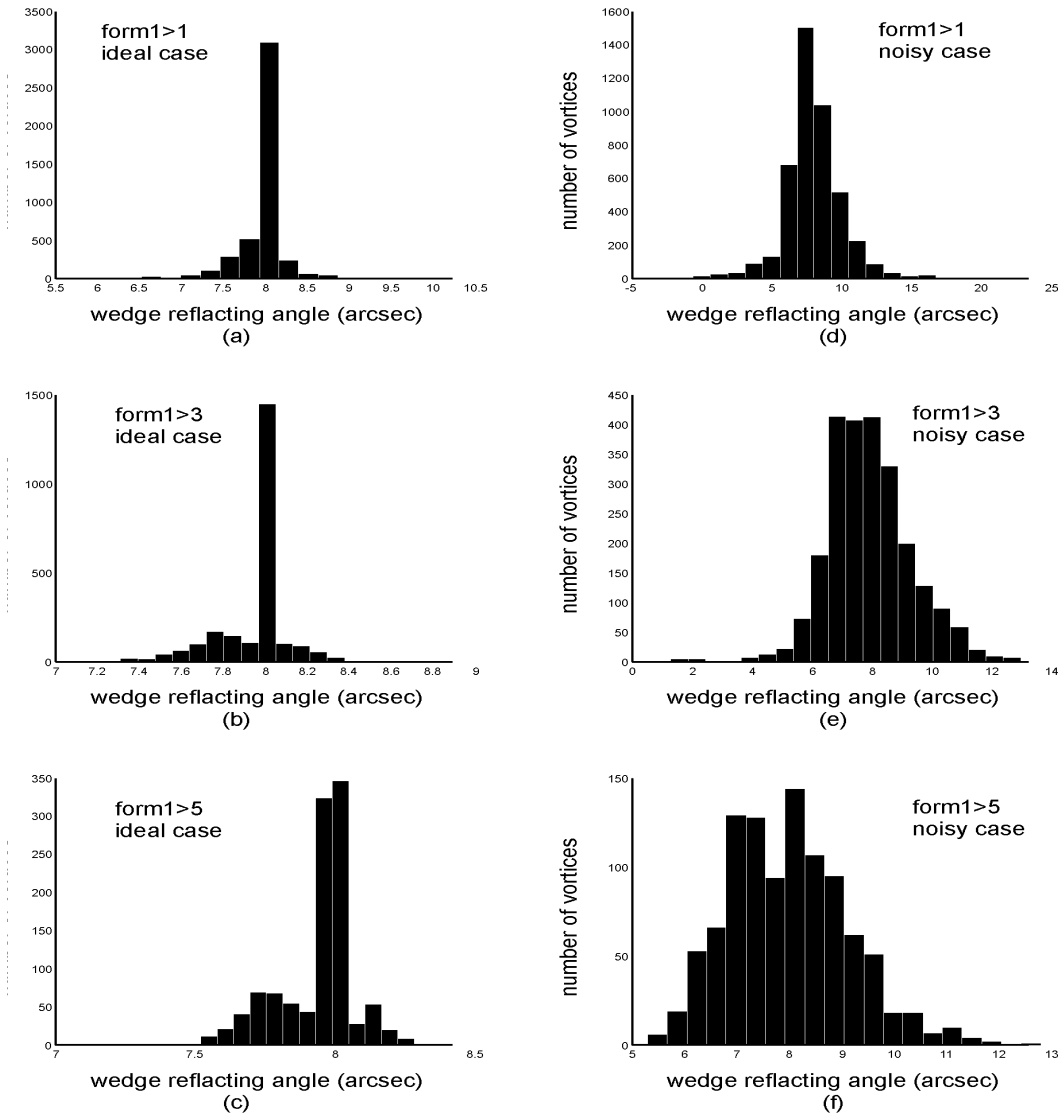 form1>1
ideal case
3500
3000
2500
2000
1500
1000
500
0
5.5 6 6.5 7 7.5 8 8.5 9 9.5 10 10.5
wedge reflacting angle (arcsec)
(a)
form1>1
noisy case
number of vortices
1600
1400
1200
1000
800
600
400
200
0
-5 0 5 10 15 20 25
wedge reflacting angle (arcsec)
(d)
form1>3
ideal case
1500
1000
500
0
7 7.2 7.4 7.6 7.8 8 8.2 8.4 8.6 8.8 9
wedge reflacting angle (arcsec)
(b)
form1>3
noisy case
number of vortices
450
400
350
300
250
200
150
100
50
0
0 2 4 6 8 10 12 14
wedge reflacting angle (arcsec)
(e)
form1>5
ideal case
350
300
250
200
150
100
50
0
7 7.5 8 8.5
wedge reflacting angle (arcsec)
(c)
form1>5
noisy case
number of vortices
150
100
50
0
5 6 7 8 9 10 11 12 13
wedge reflacting angle (arcsec)
(f)